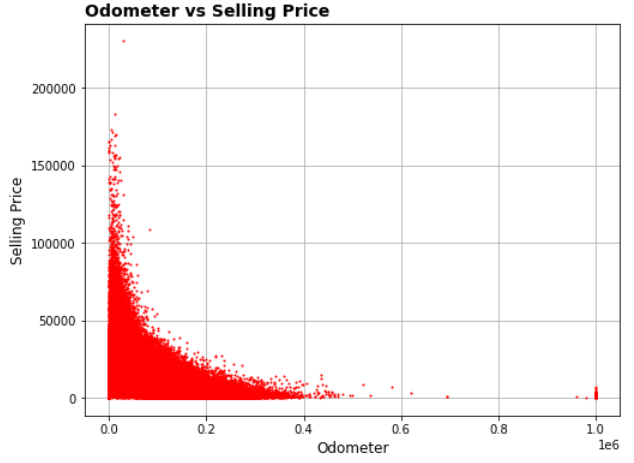 Odometer vs Selling Price
200000
150000
100000
50000
0
Selling Price
0.0 0.2 0.4 0.6 0.8 1.0
1e6
Odometer